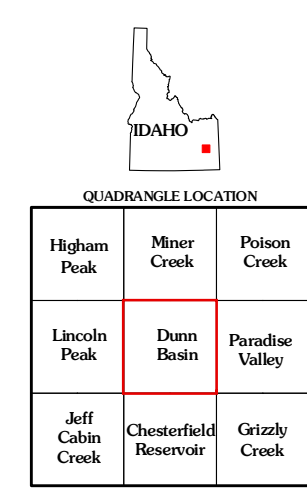 IDAHO
QUADRANGLE LOCATION
Higham
Peak
Miner
Creek
Poison
Creek
Lincoln
Peak
Dunn
Basin
Paradise
Valley
Jeff
Cabin
Creek
Chesterfield
Reservoir
Grizzly
Creek